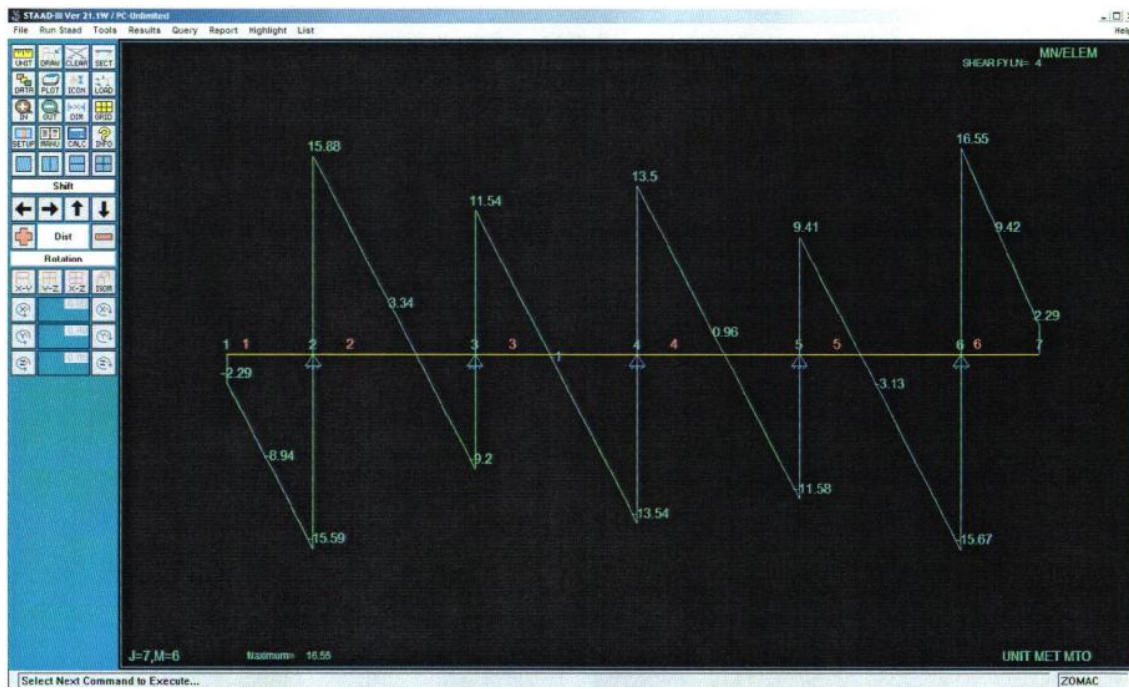 STAAD-III Ver 21.1W / PC-Unlimited
File Run Staad Tools Results Query Report Highlight List Help
UNIT DRAW CLEAR SECT
DATA PLOT ICON LOAD
IN OUT DIM GRID
SETUP MANU CALC INFO
Shift
Dist
Rotation
X-Y Y-Z X-Z ISOM
MN/ELEM
SHEAR FY LN= 4
16.55
15.88
13.5
11.54
9.41
9.42
3.34
0.96
2.29
1 1 2 2 3 3 4 4 5 5 6 6 7
-1
-2.29
-3.13
-8.94
-9.2
-11.58
-13.54
-15.59
-15.67
J=7,M=6
Maximum= 16.55
UNIT MET MTO
Select Next Command to Execute...
ZOMAC